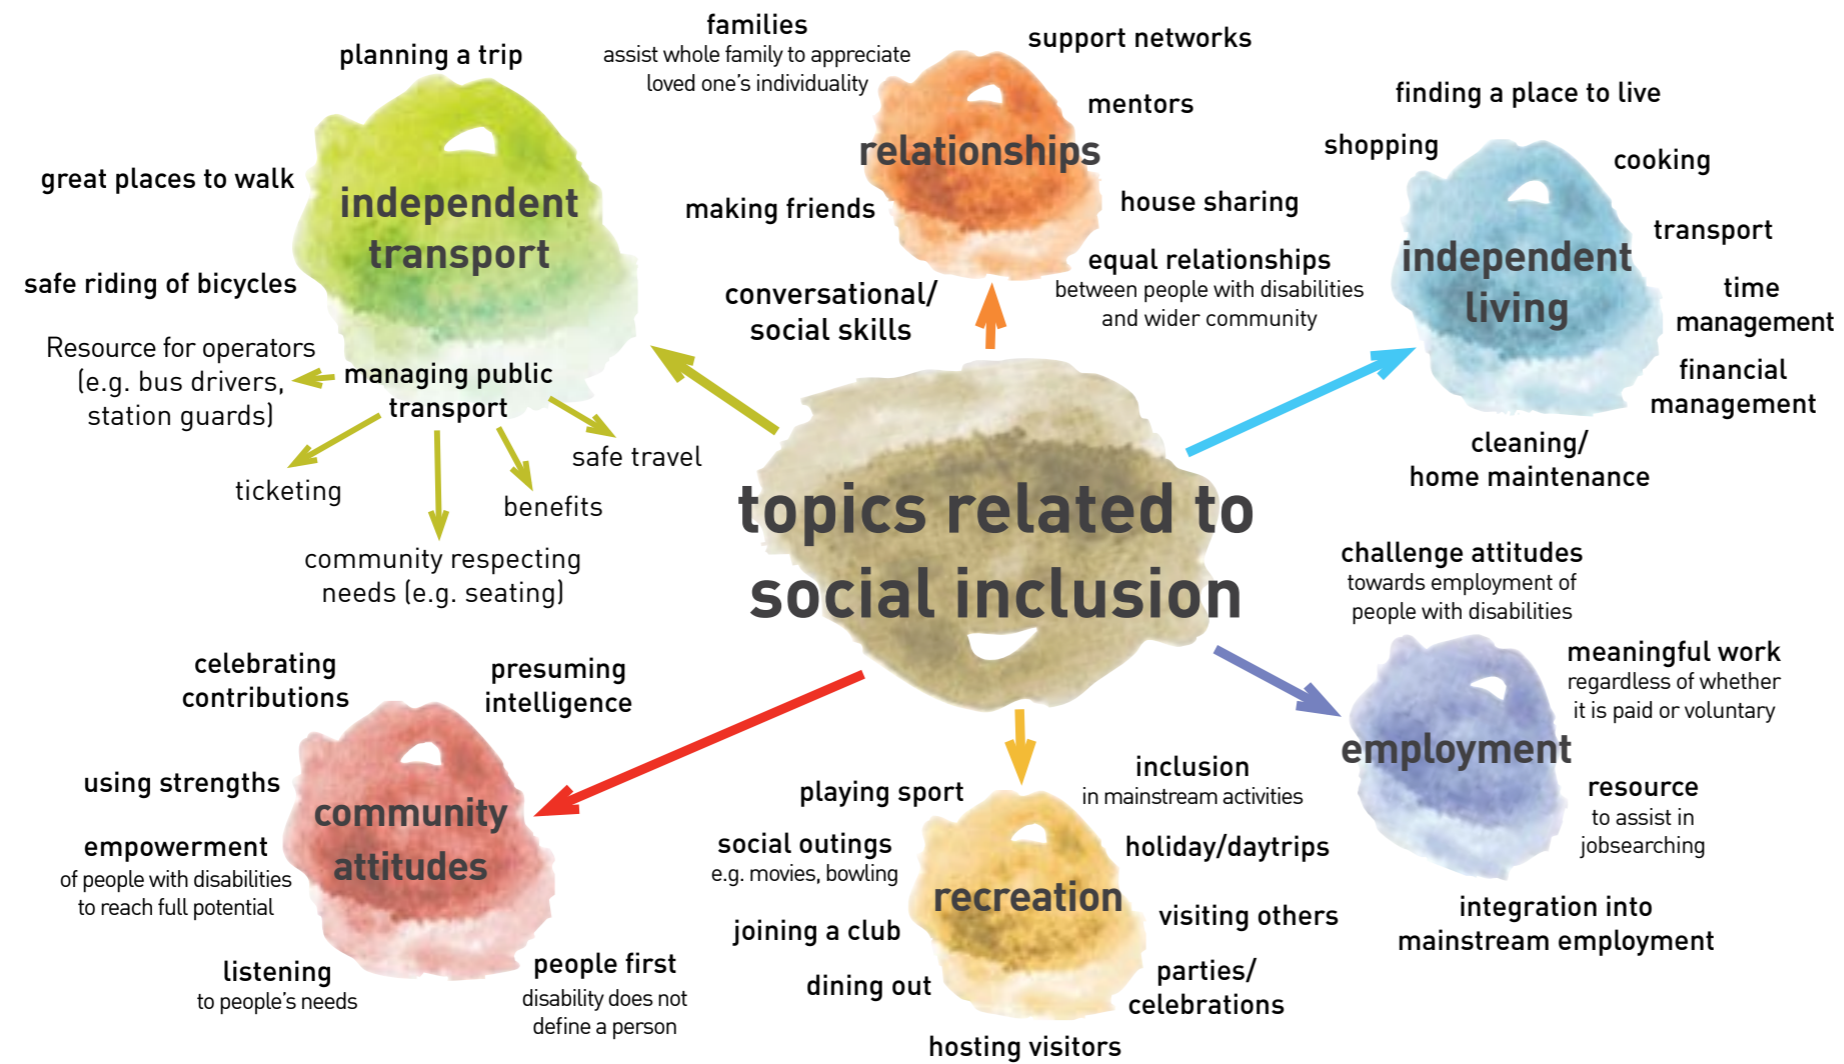 topics related to
social inclusion
independent
transport
planning a trip
great places to walk
safe riding of bicycles
managing public
transport
Resource for operators
(e.g. bus drivers,
station guards)
ticketing
community respecting
needs (e.g. seating)
benefits
safe travel
relationships
families
assist whole family to appreciate
loved one's individuality
support networks
mentors
making friends
house sharing
conversational/
social skills
equal relationships
between people with disabilities
and wider community
independent
living
finding a place to live
shopping
cooking
transport
time
management
financial
management
cleaning/
home maintenance
employment
challenge attitudes
towards employment of
people with disabilities
meaningful work
regardless of whether
it is paid or voluntary
resource
to assist in
jobsearching
integration into
mainstream employment
recreation
playing sport
inclusion
in mainstream activities
social outings
e.g. movies, bowling
holiday/daytrips
joining a club
visiting others
dining out
parties/
celebrations
hosting visitors
community
attitudes
celebrating
contributions
presuming
intelligence
using strengths
empowerment
of people with disabilities
to reach full potential
listening
to people's needs
people first
disability does not
define a person